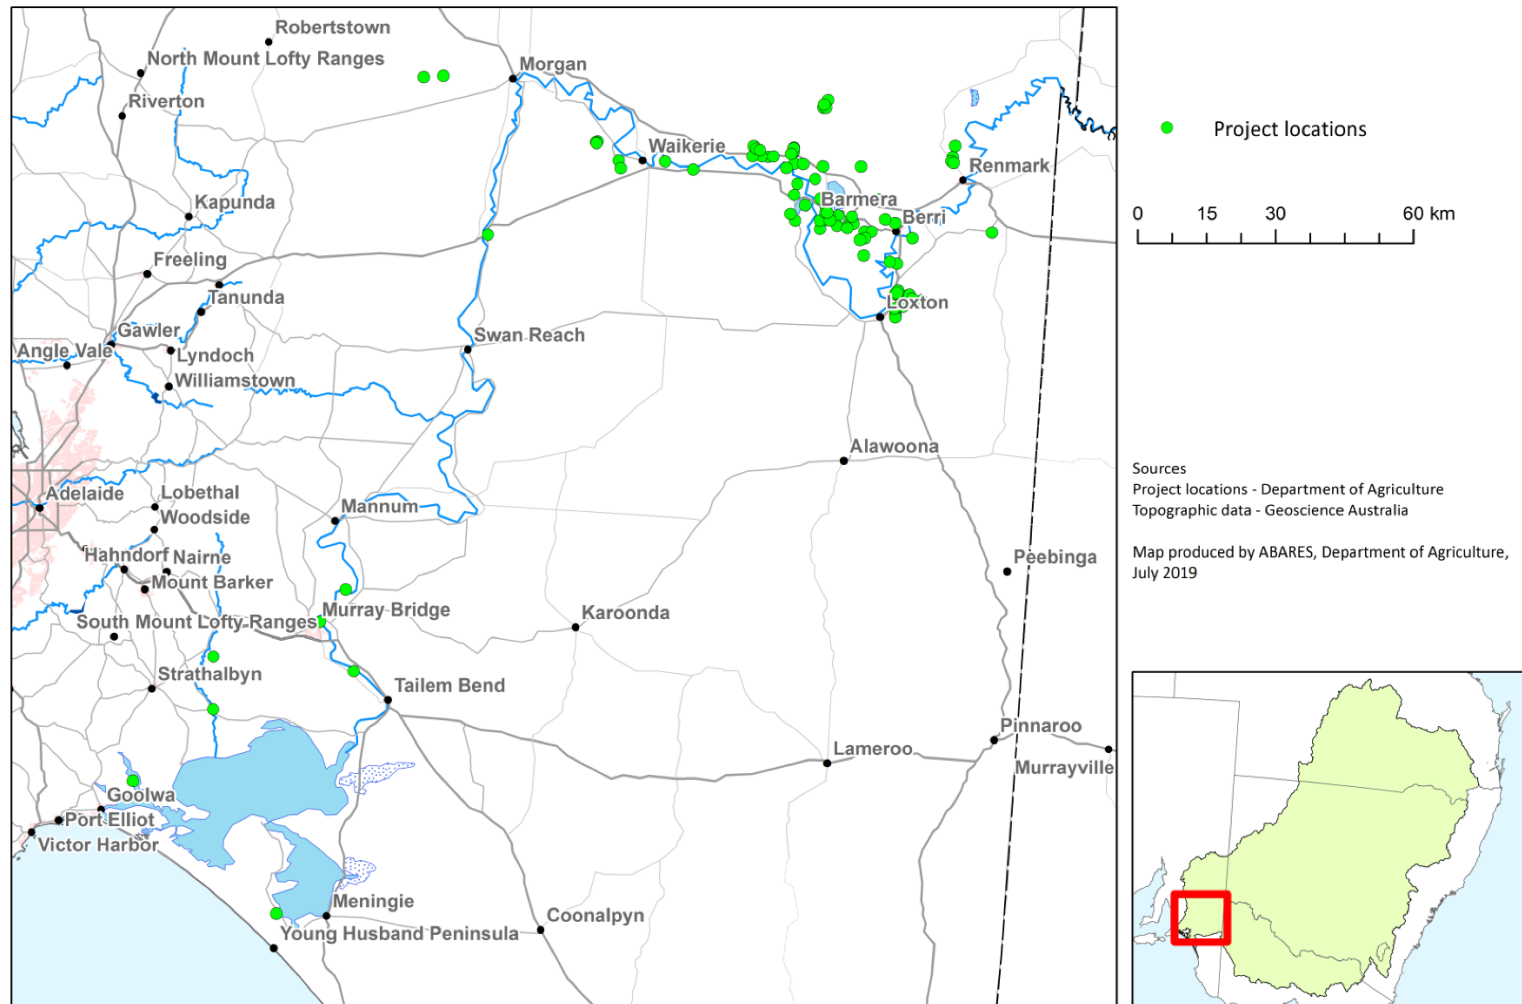 Robertstown
North Mount Lofty Ranges
Morgan
Riverton
Waikerie
Renmark
Kapunda
Barmera
Berri
Freeling
Tanunda
Loxton
Gawler
Swan Reach
Angle Vale
Lyndoch
Williamstown
Alawoona
Adelaide
Lobethal
Mannum
Woodside
Hahndorf
Nairne
Peebinga
Mount Barker
Murray Bridge
Karoonda
South Mount Lofty Ranges
Strathalbyn
Tailem Bend
Pinnaroo
Lameroo
Murrayville
Goolwa
Port Elliot
Victor Harbor
Meningie
Coonalpyn
Young Husband Peninsula
Project locations
0 15 30 60 km
Sources
Project locations - Department of Agriculture
Topographic data - Geoscience Australia
Map produced by ABARES, Department of Agriculture,
July 2019